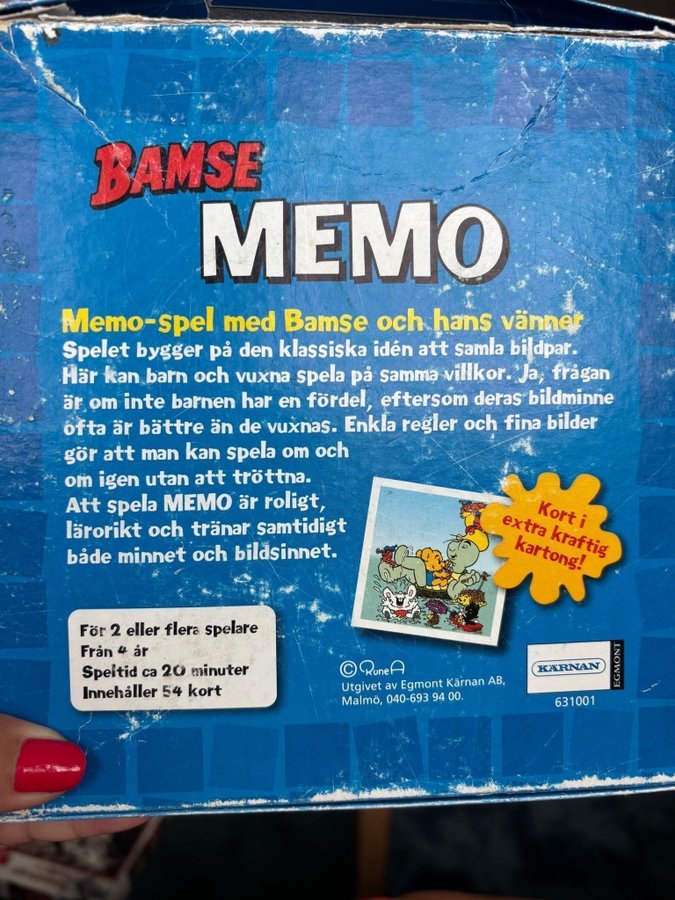 BAMSE
MEMO
Memo-spel med Bamse och hans vänner
Spelet bygger på den klassiska idén att samla bildpar.
Här kan barn och vuxna spela på samma villkor. Ja, frågan
är om inte barnen har en fördel, eftersom deras bildminne
ofta är bättre än de vuxnas. Enkla regler och fina bilder
gör att man kan spela om och
om igen utan att tröttna.
Att spela MEMO är roligt,
lärorikt och tränar samtidigt
både minnet och bildsinnet.
Kort i
extra kraftig
kartong!
För 2 eller flera spelare
Från 4 år
Speltid ca 20 minuter
Innehåller 54 kort
© Rune A
Utgivet av Egmont Kärnan AB,
Malmö, 040-693 94 00.
KÄRNAN
EGMONT
631001